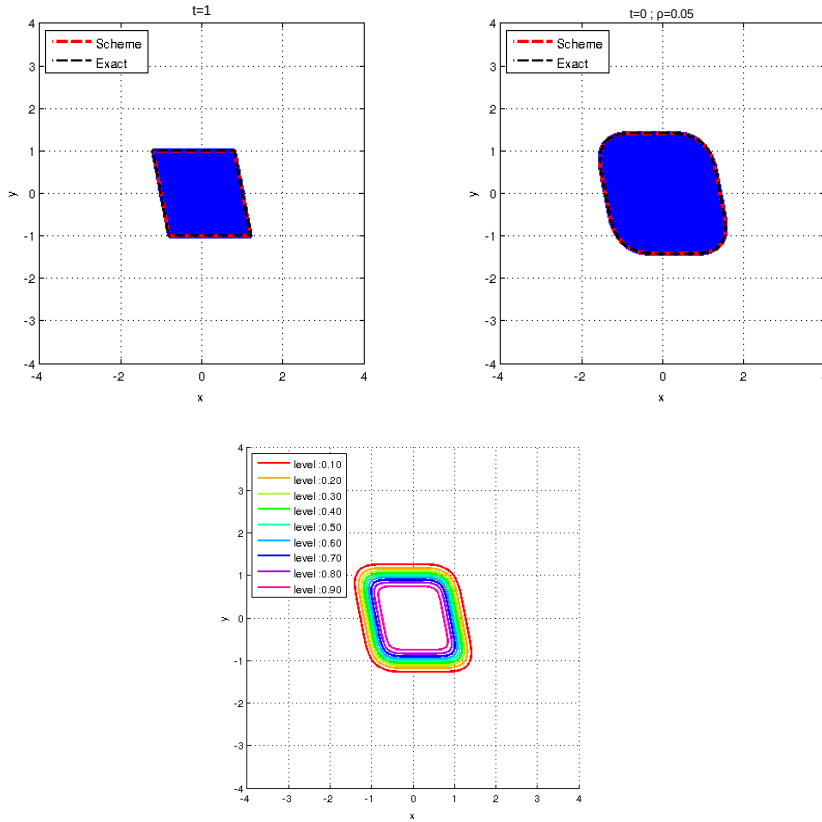 t=1
Scheme
Exact
4
3
2
1
0
-1
-2
-3
-4
y
-4
-2
0
2
4
x
t=0 ; ρ=0.05
Scheme
Exact
4
3
2
1
0
-1
-2
-3
-4
y
-4
-2
0
2
4
x
level :0.10
level :0.20
level :0.30
level :0.40
level :0.50
level :0.60
level :0.70
level :0.80
level :0.90
4
3
2
1
0
-1
-2
-3
-4
y
-4
-3
-2
-1
0
1
2
3
4
x